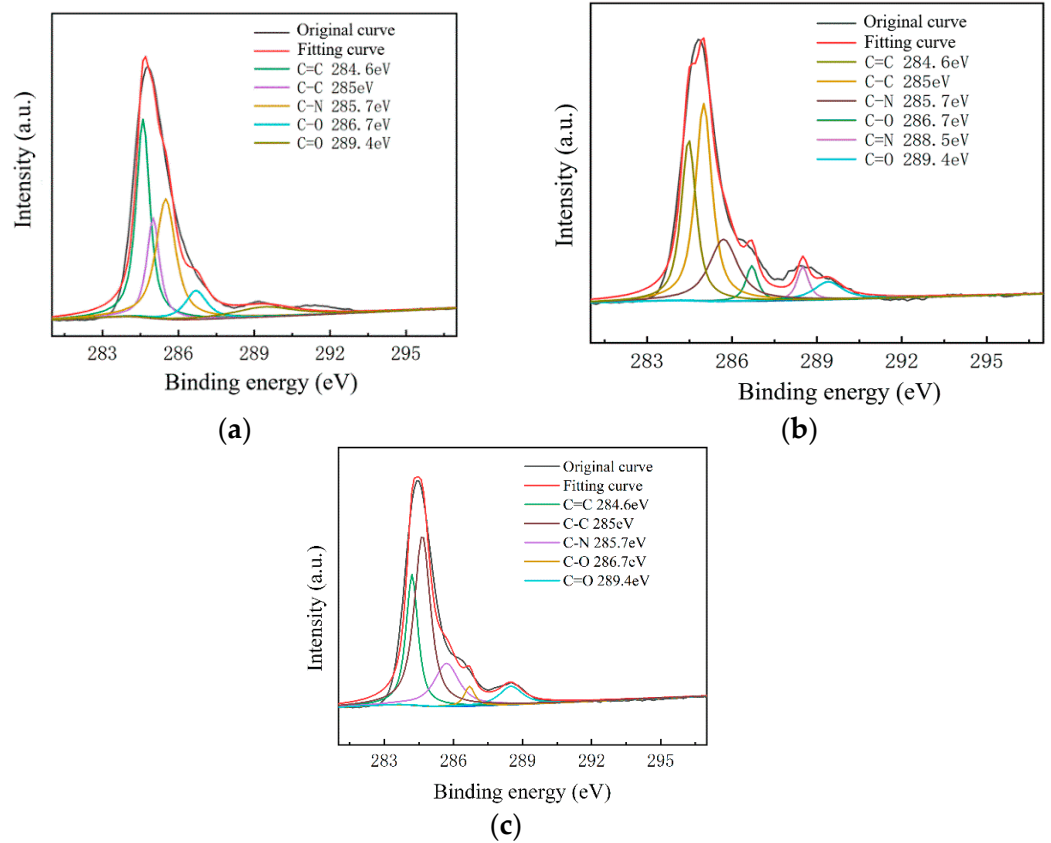 Original curve
Fitting curve
C=C 284.6eV
C-C 285eV
C-N 285.7eV
C-O 286.7eV
C=O 289.4eV
Intensity (a.u.)
283 286 289 292 295
Binding energy (eV)
(a)
Original curve
Fitting curve
C=C 284.6eV
C-C 285eV
C-N 285.7eV
C-O 286.7eV
C=N 288.5eV
C=O 289.4eV
Intensity (a.u.)
283 286 289 292 295
Binding energy (eV)
(b)
Original curve
Fitting curve
C=C 284.6eV
C-C 285eV
C-N 285.7eV
C-O 286.7eV
C=O 289.4eV
Intensity (a.u.)
283 286 289 292 295
Binding energy (eV)
(c)